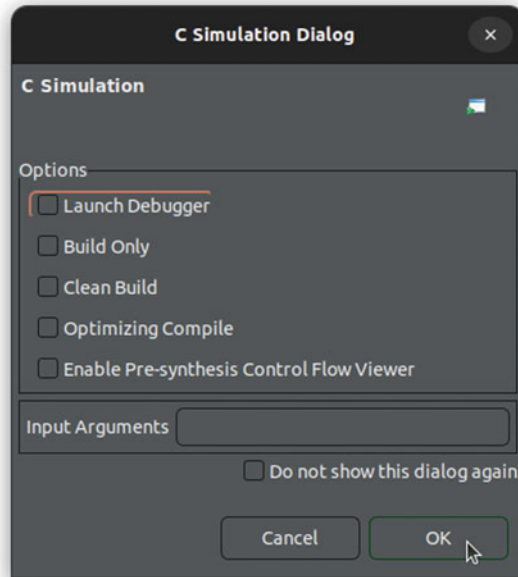 C Simulation Dialog
C Simulation
Options
Launch Debugger
Build Only
Clean Build
Optimizing Compile
Enable Pre-synthesis Control Flow Viewer
Input Arguments
Do not show this dialog again
Cancel OK